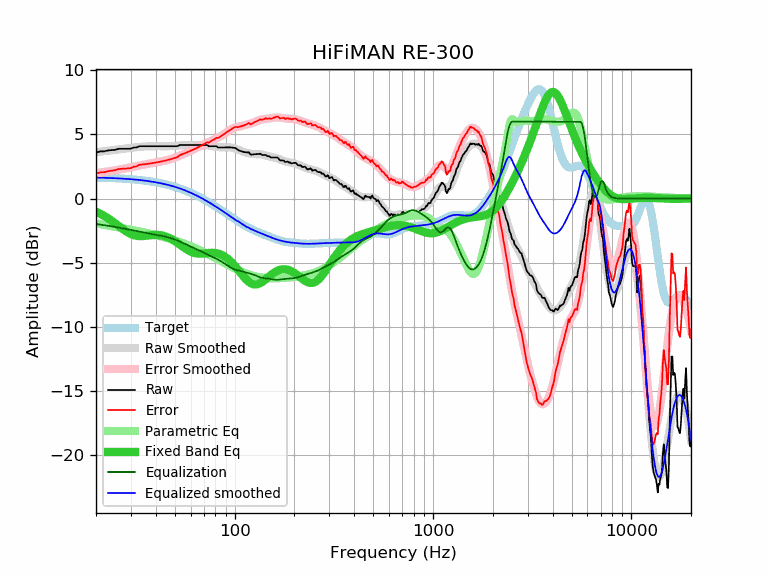 HiFiMAN RE-300
10
5
0
−5
−10
−15
−20
Amplitude (dBr)
Target
Raw Smoothed
Error Smoothed
Raw
Error
Parametric Eq
Fixed Band Eq
Equalization
Equalized smoothed
100
1000
10000
Frequency (Hz)